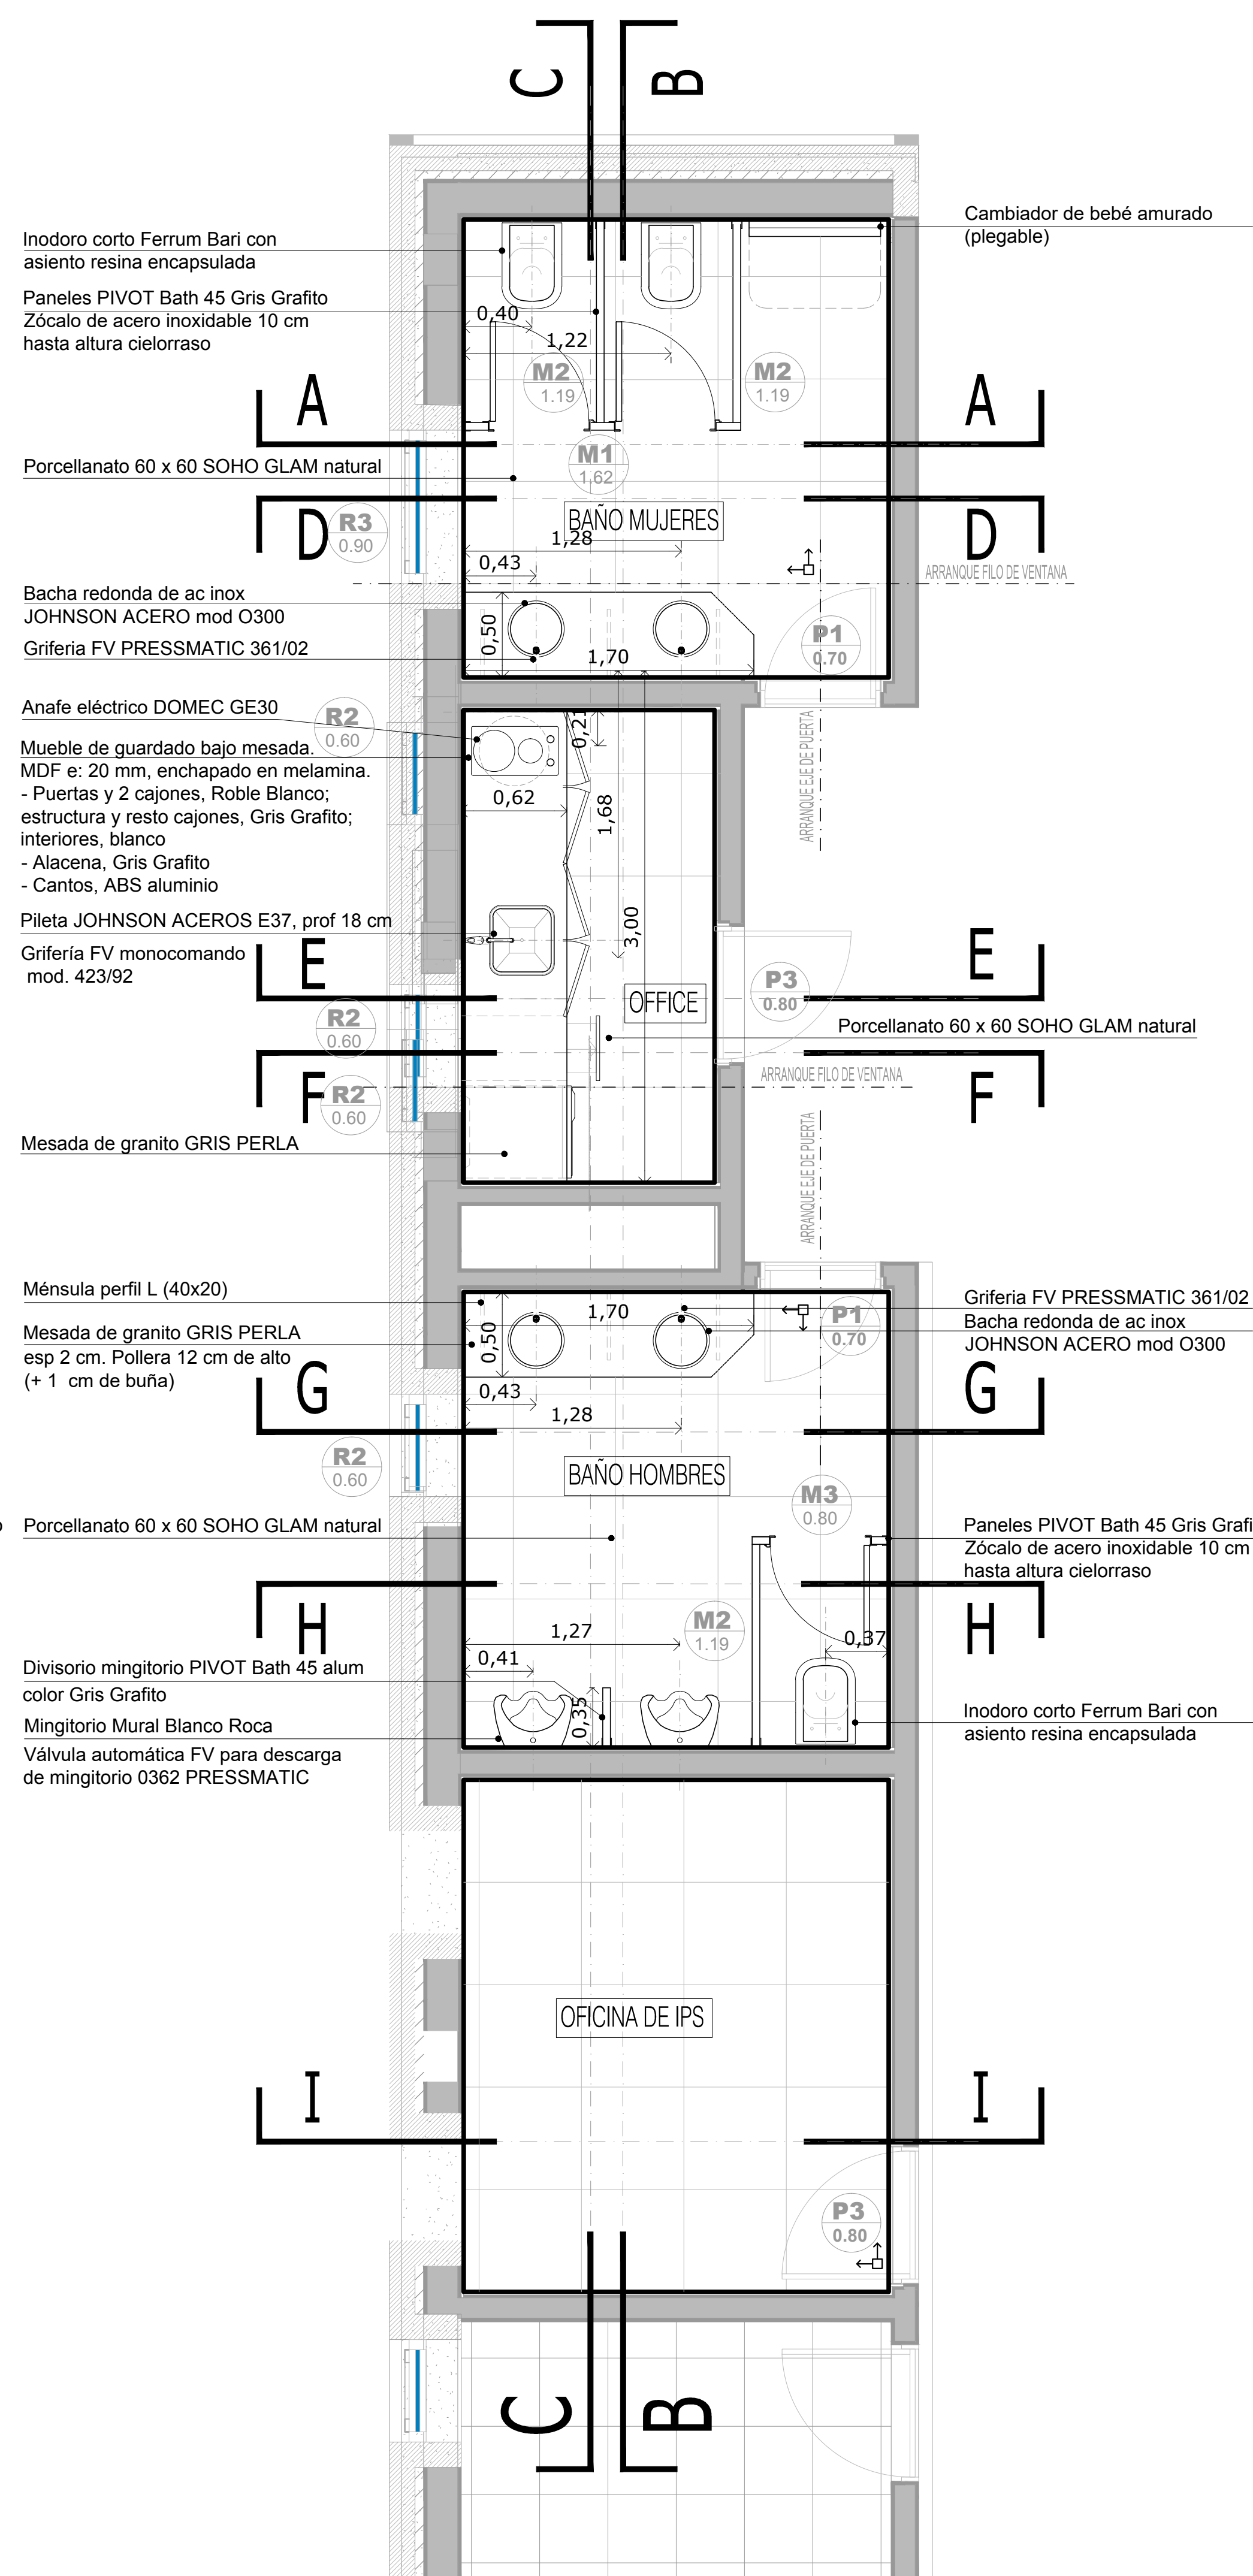 C
B
Cambiador de bebé amurado
(plegable)
Inodoro corto Ferrum Bari con
asiento resina encapsulada
Paneles PIVOT Bath 45 Gris Grafito
Zócalo de acero inoxidable 10 cm
hasta altura cielorraso
0,40
1,22
M2
1.19
M2
1.19
A
A
M1
1.62
Porcellanato 60 x 60 SOHO GLAM natural
R3
0.90
D
BAÑO MUJERES
D
1,28
0,43
ARRANQUE FILO DE VENTANA
Bacha redonda de ac inox
JOHNSON ACERO mod O300
Griferia FV PRESSMATIC 361/02
0,50
1,70
P1
0.70
Anafe eléctrico DOMEC GE30
R2
0.60
Mueble de guardado bajo mesada.
MDF e: 20 mm, enchapado en melamina.
- Puertas y 2 cajones, Roble Blanco;
estructura y resto cajones, Gris Grafito;
interiores, blanco
- Alacena, Gris Grafito
- Cantos, ABS aluminio
0,21
0,62
1,68
3,00
ARRANQUE EJE DE PUERTA
Pileta JOHNSON ACEROS E37, prof 18 cm
Grifería FV monocomando
mod. 423/92
E
E
P3
0.80
OFFICE
R2
0.60
Porcellanato 60 x 60 SOHO GLAM natural
F
R2
0.60
ARRANQUE FILO DE VENTANA
F
Mesada de granito GRIS PERLA
ARRANQUE EJE DE PUERTA
Ménsula perfil L (40x20)
Mesada de granito GRIS PERLA
esp 2 cm. Pollera 12 cm de alto
(+ 1 cm de buña)
1,70
0,50
P1
0.70
Griferia FV PRESSMATIC 361/02
Bacha redonda de ac inox
JOHNSON ACERO mod O300
G
0,43
1,28
G
R2
0.60
BAÑO HOMBRES
M3
0.80
o
Porcellanato 60 x 60 SOHO GLAM natural
Paneles PIVOT Bath 45 Gris Grafi
Zócalo de acero inoxidable 10 cm
hasta altura cielorraso
H
M2
1.19
H
1,27
0,37
0,41
0,35
Divisorio mingitorio PIVOT Bath 45 alum
color Gris Grafito
Mingitorio Mural Blanco Roca
Válvula automática FV para descarga
de mingitorio 0362 PRESSMATIC
Inodoro corto Ferrum Bari con
asiento resina encapsulada
OFICINA DE IPS
I
I
P3
0.80
C
B